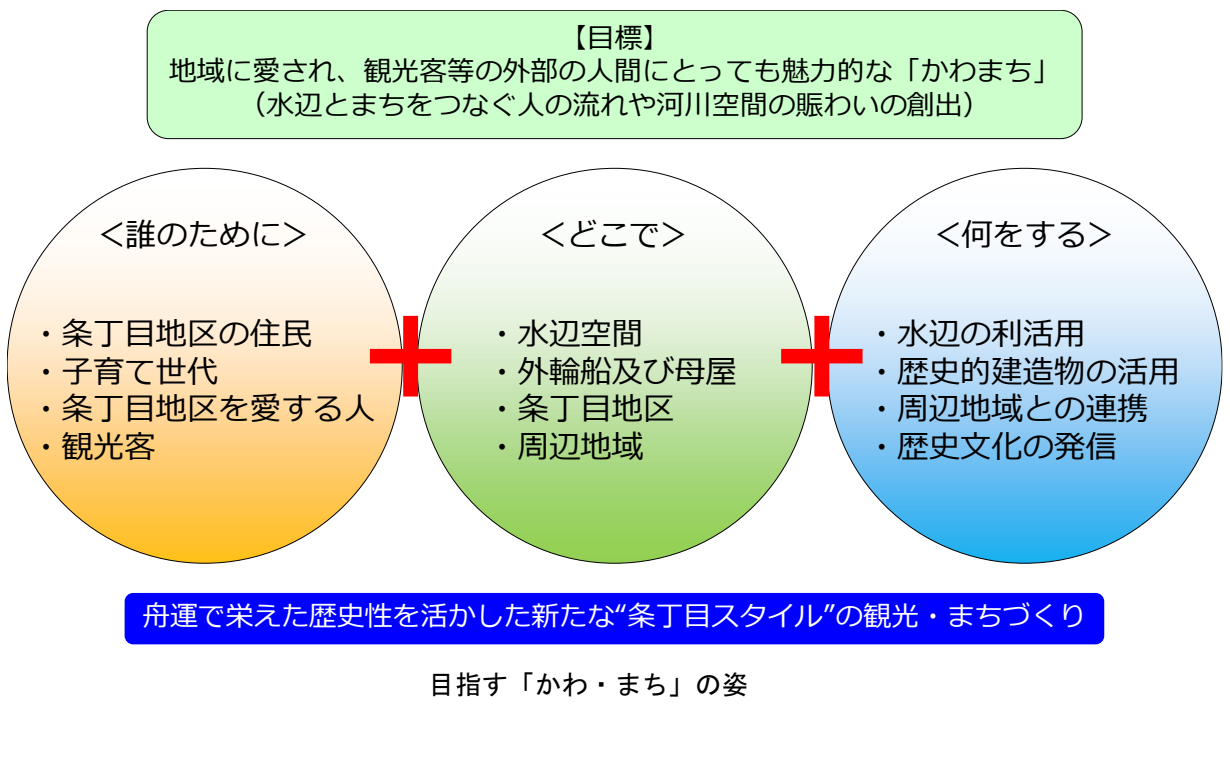 【目標】
地域に愛され、観光客等の外部の人間にとっても魅力的な「かわまち」
（水辺とまちをつなぐ人の流れや河川空間の賑わいの創出）
＜誰のために＞
・条丁目地区の住民
・子育て世代
・条丁目地区を愛する人
・観光客
＜どこで＞
・水辺空間
・外輪船及び母屋
・条丁目地区
・周辺地域
＜何をする＞
・水辺の利活用
・歴史的建造物の活用
・周辺地域との連携
・歴史文化の発信
舟運で栄えた歴史性を活かした新たな“条丁目スタイル”の観光・まちづくり
目指す「かわ・まち」の姿